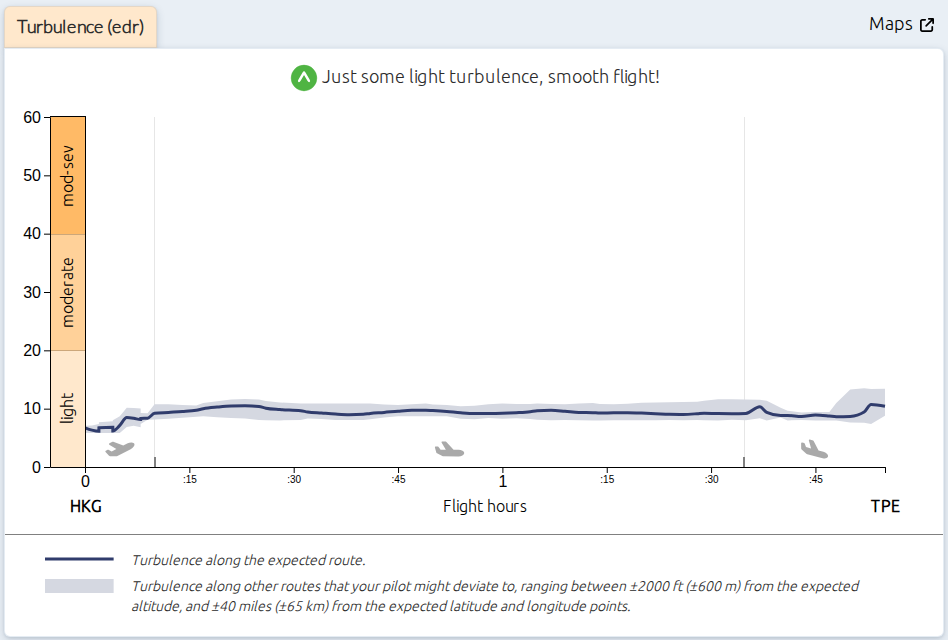 Turbulence (edr)
Maps
Just some light turbulence, smooth flight!
60
50
40
30
20
10
0
mod-sev
moderate
light
0
:15
:30
:45
1
:15
:30
:45
HKG
Flight hours
TPE
Turbulence along the expected route.
Turbulence along other routes that your pilot might deviate to, ranging between ±2000 ft (±600 m) from the expected
altitude, and ±40 miles (±65 km) from the expected latitude and longitude points.